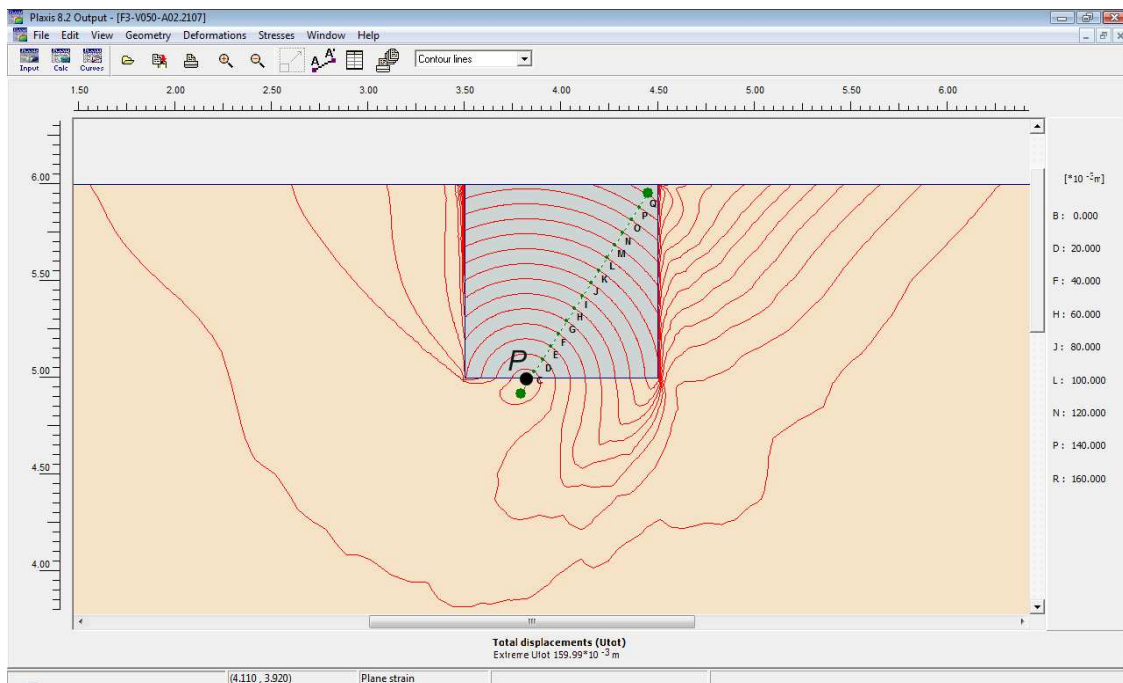 Plaxis 8.2 Output - [F3-V050-A02.2107]
File Edit View Geometry Deformations Stresses Window Help
Input Calc Curves Contour lines
1.50 2.00 2.50 3.00 3.50 4.00 4.50 5.00 5.50 6.00
6.00
[*10 -3 m]
Q
P
B : 0.000
O
N
D : 20.000
M
L
5.50
K
F : 40.000
J
I
H
H : 60.000
G
F
J : 80.000
E
P
D
5.00
C
L : 100.000
N : 120.000
P : 140.000
4.50
R : 160.000
4.00
Total displacements (Utot)
Extreme Utot 159.99*10 -3 m
(4.110 , 3.920) Plane strain